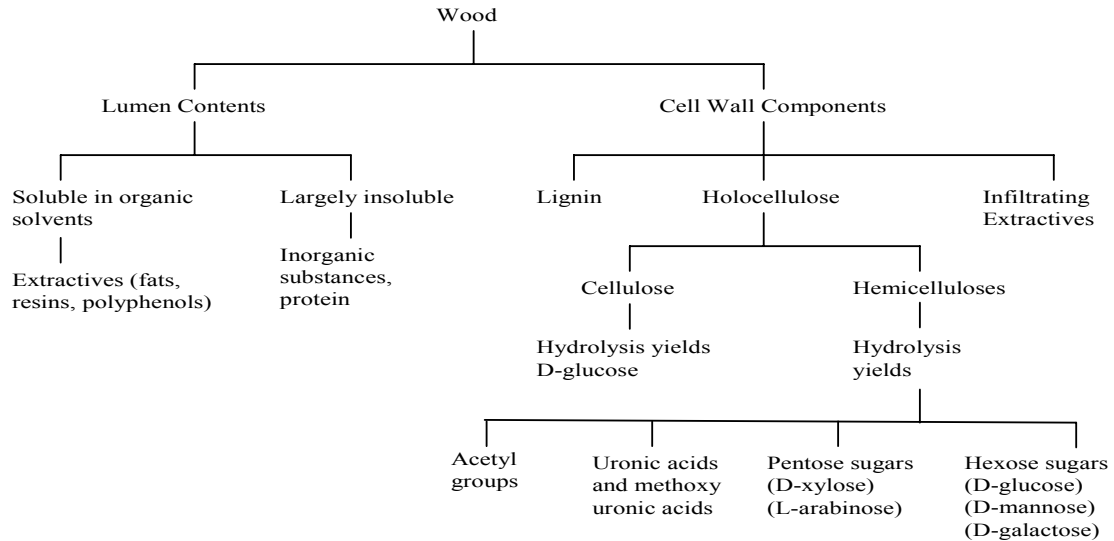 Wood
Lumen Contents
Cell Wall Components
Soluble in organic
solvents
Largely insoluble
Lignin
Holocellulose
Infiltrating
Extractives
Extractives (fats,
resins, polyphenols)
Inorganic
substances,
protein
Cellulose
Hemicelluloses
Hydrolysis yields
D-glucose
Hydrolysis
yields
Acetyl
groups
Uronic acids
and methoxy
uronic acids
Pentose sugars
(D-xylose)
(L-arabinose)
Hexose sugars
(D-glucose)
(D-mannose)
(D-galactose)